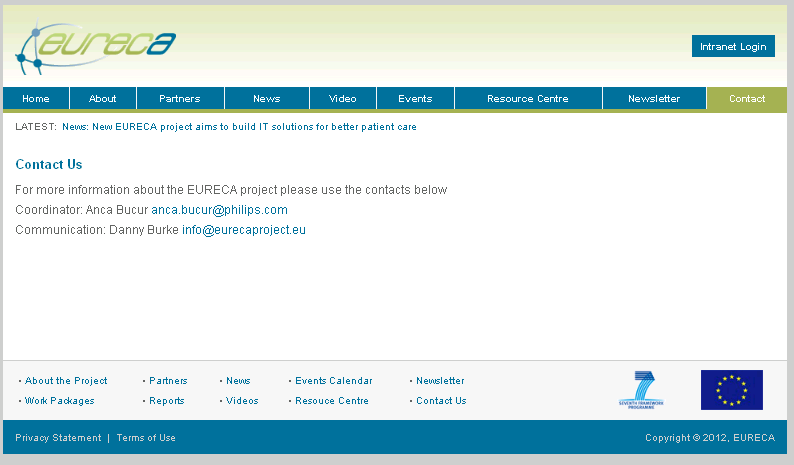 eureca
Intranet Login
Home About Partners News Video Events Resource Centre Newsletter Contact
LATEST: News: New EURECA project aims to build IT solutions for better patient care
Contact Us
For more information about the EURECA project please use the contacts below
Coordinator: Anca Bucur anca.bucur@philips.com
Communication: Danny Burke info@eurecaproject.eu
• About the Project • Partners • News • Events Calendar • Newsletter
• Work Packages • Reports • Videos • Resouce Centre • Contact Us
7
SEVENTH FRAMEWORK
PROGRAMME
Privacy Statement | Terms of Use Copyright © 2012, EURECA